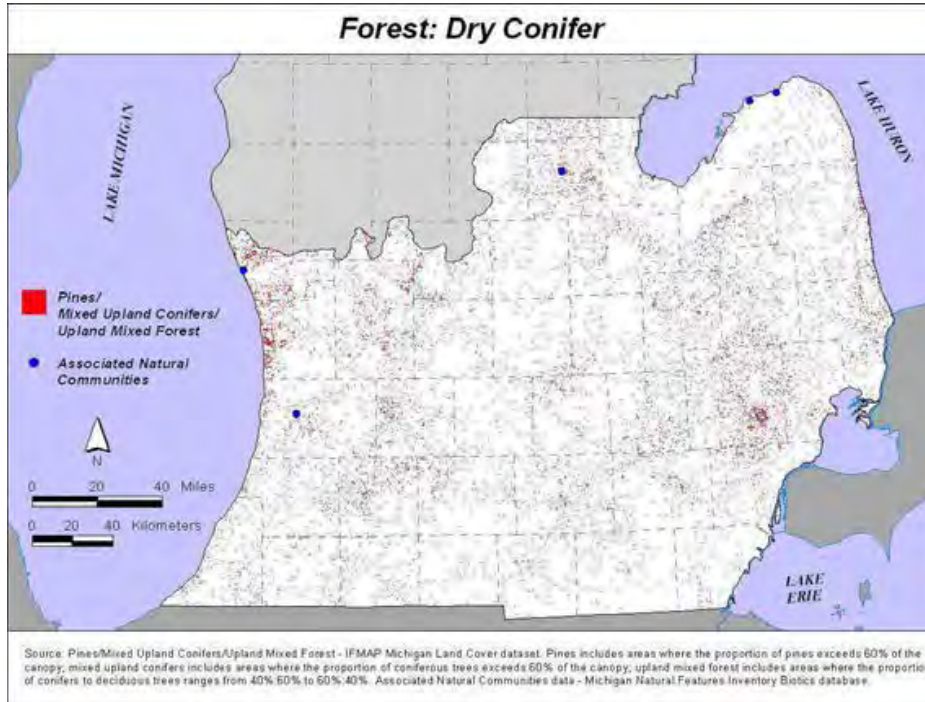 Forest: Dry Conifer
LAKE MICHIGAN
LAKE HURON
Pines/
Mixed Upland Conifers/
Upland Mixed Forest
Associated Natural
Communities
N
0 20 40 Miles
0 20 40 Kilometers
LAKE
ERIE
Source: Pines/Mixed Upland Conifers/Upland Mixed Forest - IFMAP Michigan Land Cover dataset. Pines includes areas where the proportion of pines exceeds 60% of the
canopy; mixed upland conifers includes areas where the proportion of coniferous trees exceeds 60% of the canopy; upland mixed forest includes areas where the proportio
of conifers to deciduous trees ranges from 40%:60% to 60%:40%. Associated Natural Communities data - Michigan Natural Features Inventory Biotics database.